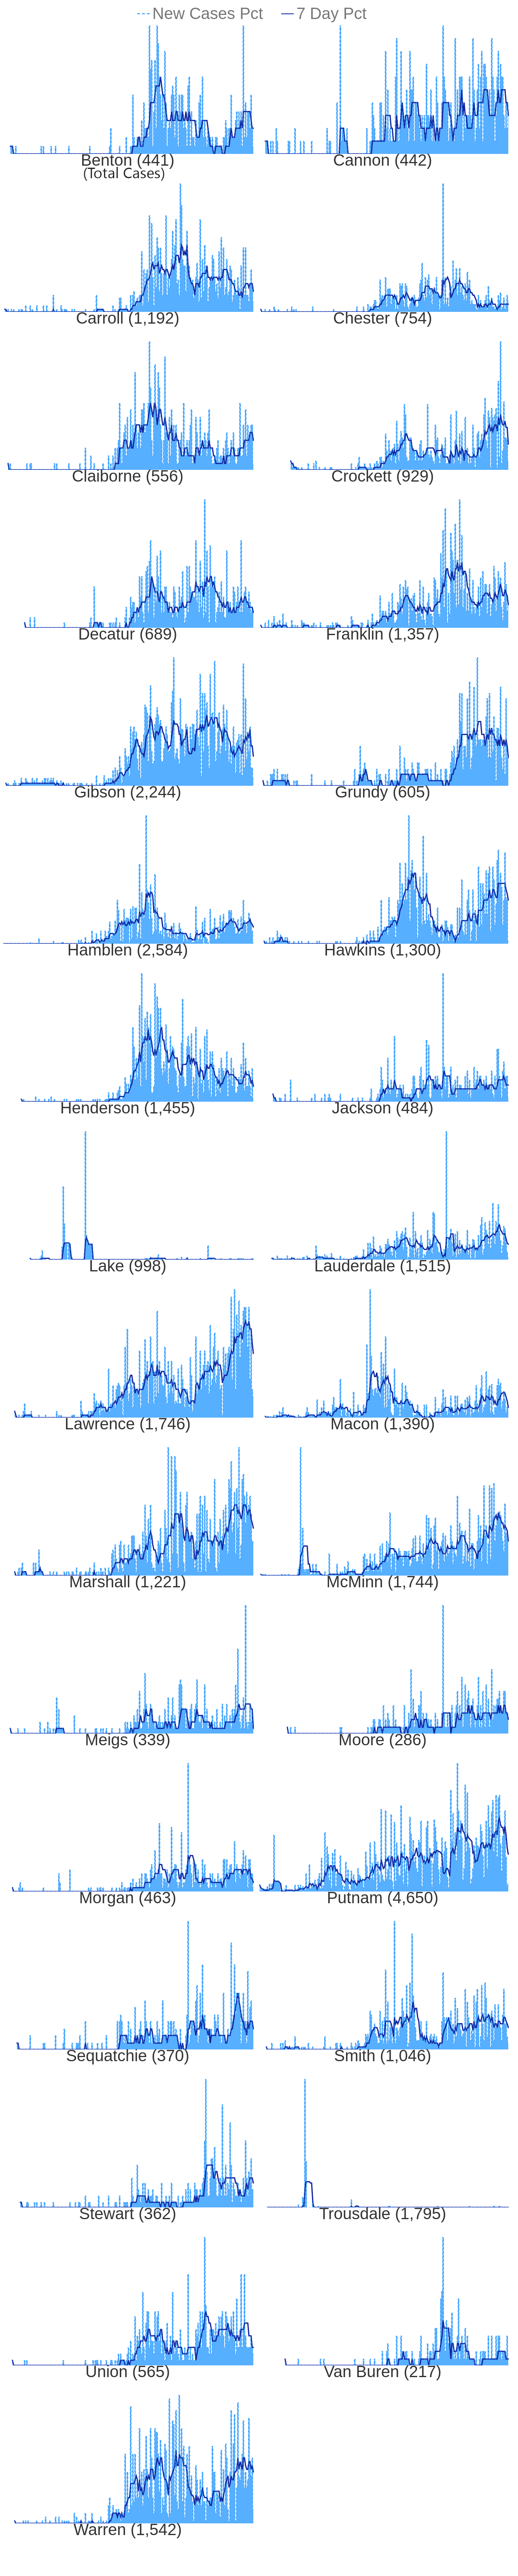 New Cases Pct 7 Day Pct
Benton (441) Cannon (442)
(Total Cases)
Carroll (1,192) Chester (754)
Claiborne (556) Crockett (929)
Decatur (689) Franklin (1,357)
Gibson (2,244) Grundy (605)
Hamblen (2,584) Hawkins (1,300)
Henderson (1,455) Jackson (484)
Lake (998) Lauderdale (1,515)
Lawrence (1,746) Macon (1,390)
Marshall (1,221) McMinn (1,744)
Meigs (339) Moore (286)
Morgan (463) Putnam (4,650)
Sequatchie (370) Smith (1,046)
Stewart (362) Trousdale (1,795)
Union (565) Van Buren (217)
Warren (1,542)